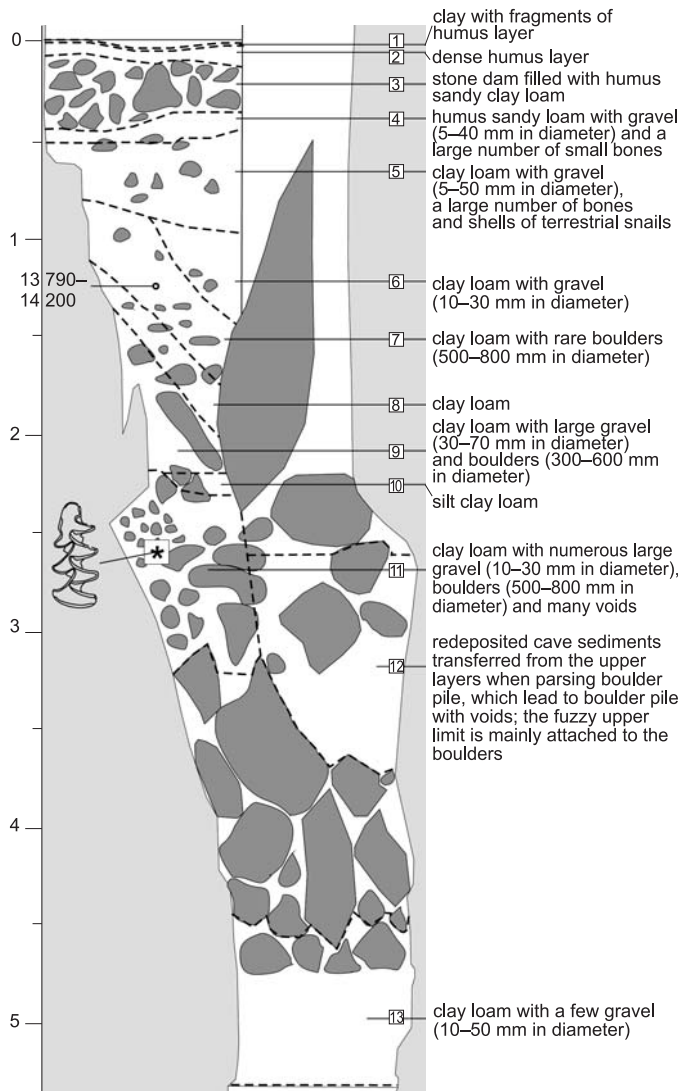 0
1
2
3
4
5
13 790–
14 200
1
clay with fragments of
humus layer
2
dense humus layer
3
stone dam filled with humus
sandy clay loam
4
humus sandy loam with gravel
(5–40 mm in diameter) and a
large number of small bones
5
clay loam with gravel
(5–50 mm in diameter),
a large number of bones
and shells of terrestrial snails
6
clay loam with gravel
(10–30 mm in diameter)
7
clay loam with rare boulders
(500–800 mm in diameter)
8
clay loam
9
clay loam with large gravel
(30–70 mm in diameter)
and boulders (300–600 mm
in diameter)
10
silt clay loam
*
11
clay loam with numerous large
gravel (10–30 mm in diameter),
boulders (500–800 mm in
diameter) and many voids
12
redeposited cave sediments
transferred from the upper
layers when parsing boulder
pile, which lead to boulder pile
with voids; the fuzzy upper
limit is mainly attached to the
boulders
13
clay loam with a few gravel
(10–50 mm in diameter)